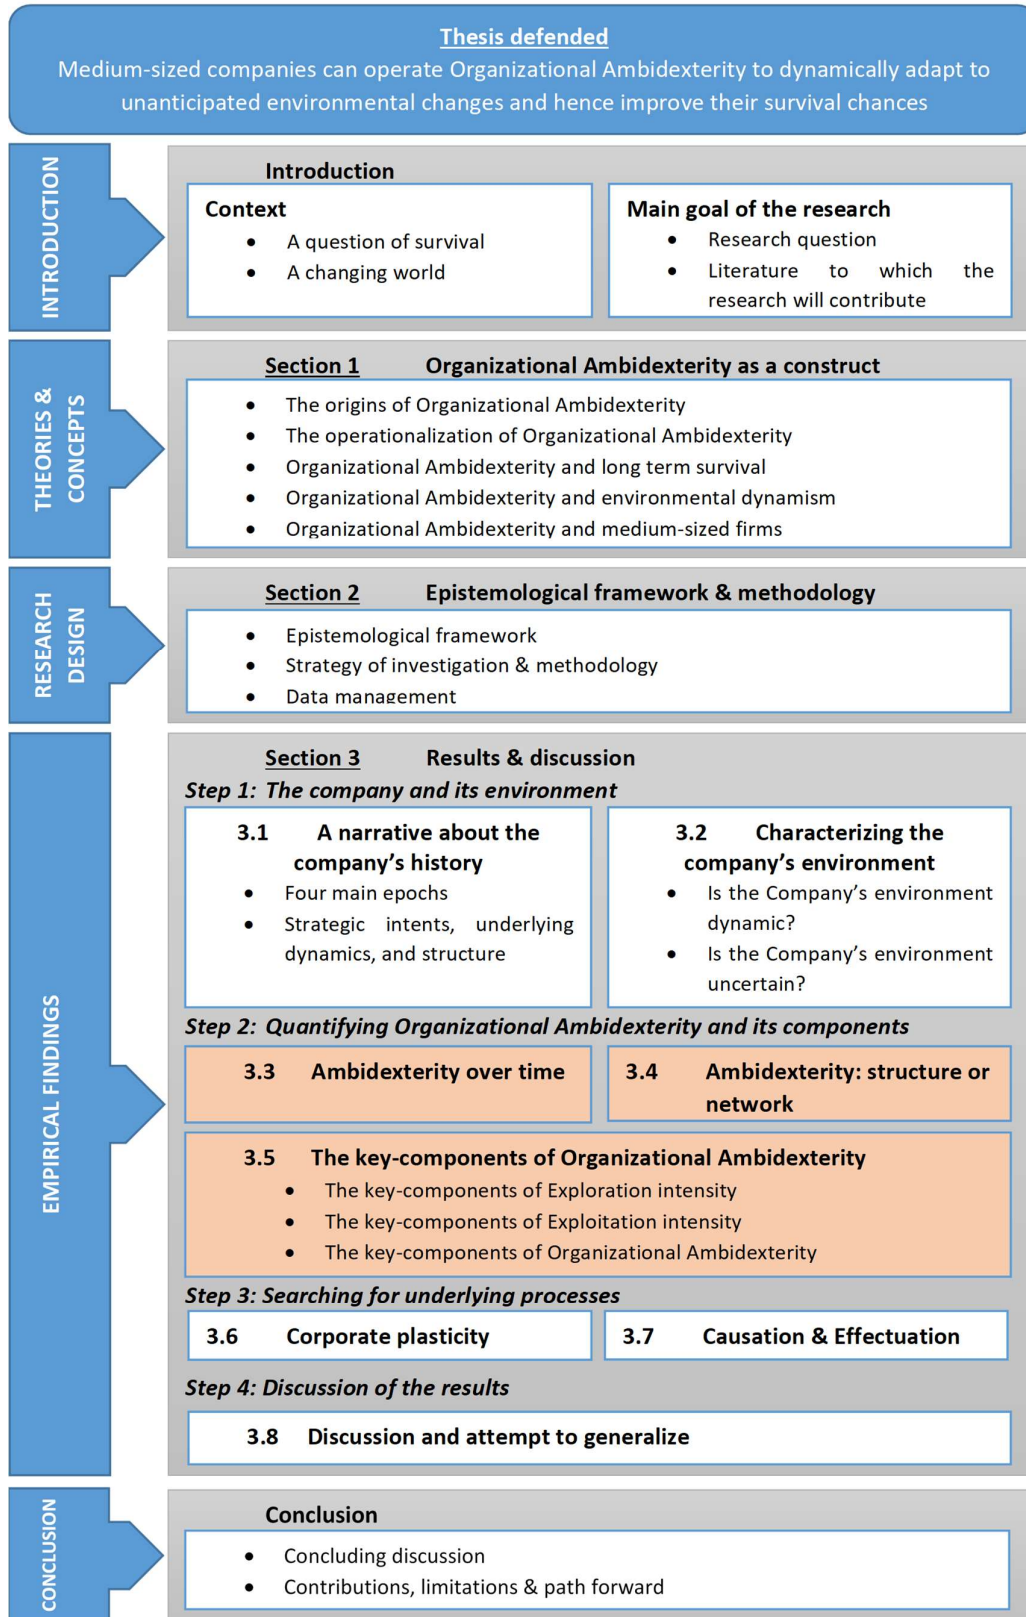 Thesis defended
Medium-sized companies can operate Organizational Ambidexterity to dynamically adapt to
unanticipated environmental changes and hence improve their survival chances
INTRODUCTION
Introduction
Context
• A question of survival
• A changing world
Main goal of the research
• Research question
• Literature to which the
research will contribute
THEORIES &
CONCEPTS
Section 1 Organizational Ambidexterity as a construct
• The origins of Organizational Ambidexterity
• The operationalization of Organizational Ambidexterity
• Organizational Ambidexterity and long term survival
• Organizational Ambidexterity and environmental dynamism
• Organizational Ambidexterity and medium-sized firms
RESEARCH
DESIGN
Section 2 Epistemological framework & methodology
• Epistemological framework
• Strategy of investigation & methodology
• Data management
EMPIRICAL FINDINGS
Section 3 Results & discussion
Step 1: The company and its environment
3.1 A narrative about the
company's history
• Four main epochs
• Strategic intents, underlying
dynamics, and structure
3.2 Characterizing the
company's environment
• Is the Company's environment
dynamic?
• Is the Company's environment
uncertain?
Step 2: Quantifying Organizational Ambidexterity and its components
3.3 Ambidexterity over time
3.4 Ambidexterity: structure or
network
3.5 The key-components of Organizational Ambidexterity
• The key-components of Exploration intensity
• The key-components of Exploitation intensity
• The key-components of Organizational Ambidexterity
Step 3: Searching for underlying processes
3.6 Corporate plasticity
3.7 Causation & Effectuation
Step 4: Discussion of the results
3.8 Discussion and attempt to generalize
CONCLUSION
Conclusion
• Concluding discussion
• Contributions, limitations & path forward